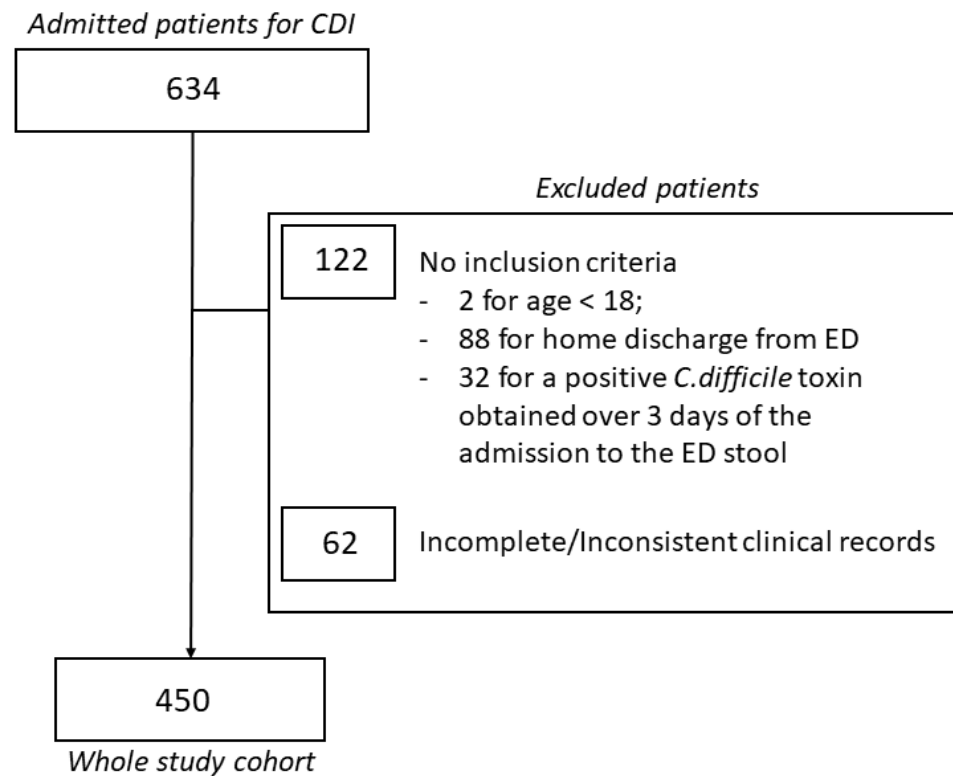 Admitted patients for CDI
634
Excluded patients
122
No inclusion criteria
- 2 for age < 18;
- 88 for home discharge from ED
- 32 for a positive C.difficile toxin
obtained over 3 days of the
admission to the ED stool
62
Incomplete/Inconsistent clinical records
450
Whole study cohort